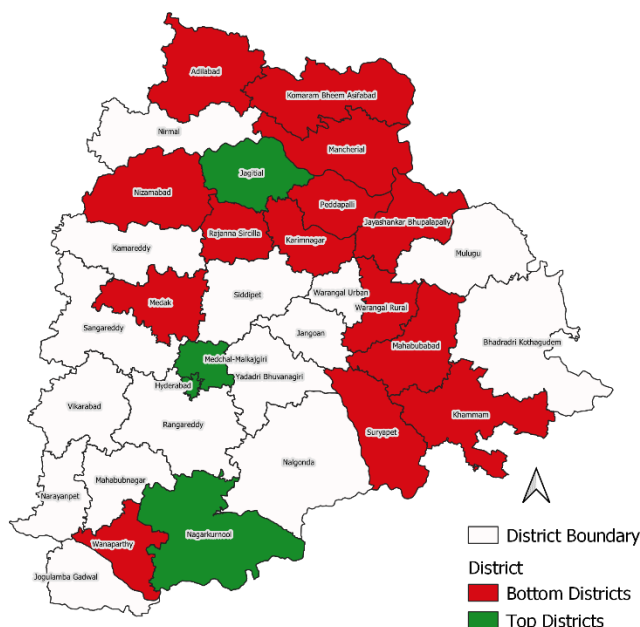 Adilabad
Komaram Bheem Asifabad
Nirmal
Mancherial
Jagitial
Nizamabad
Peddapalli
Jayashankar Bhupalapally
Rajanna Sircilla
Karimnagar
Kamareddy
Mulugu
Siddipet
Warangal Urban
Medak
Warangal Rural
Sangareddy
Jangoan
Mahabubabad
Bhadradri Kothagudem
Medchal-Malkajgiri
Yadadri Bhuvanagiri
Hyderabad
Vikarabad
Khammam
Rangareddy
Suryapet
Nalgonda
Mahabubnagar
Narayanpet
Nagarkurnool
Wanaparthy
Jogulamba Gadwal
District Boundary
District
Bottom Districts
Top Districts